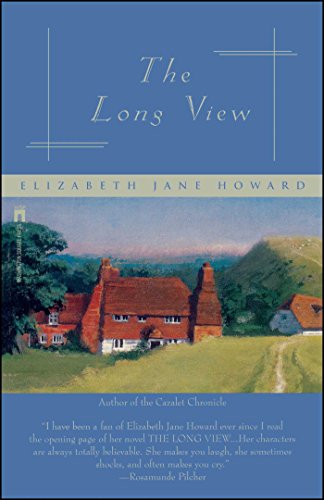 The
Long View
ELIZABETH JANE HOWARD
Author of the Cazalet Chronicle
"I have been a fan of Elizabeth Jane Howard ever since I read
the opening page of her novel THE LONG VIEW...Her characters
are always totally believable. She makes you laugh, she sometimes
shocks, and often makes you cry."
—Rosamunde Pilcher